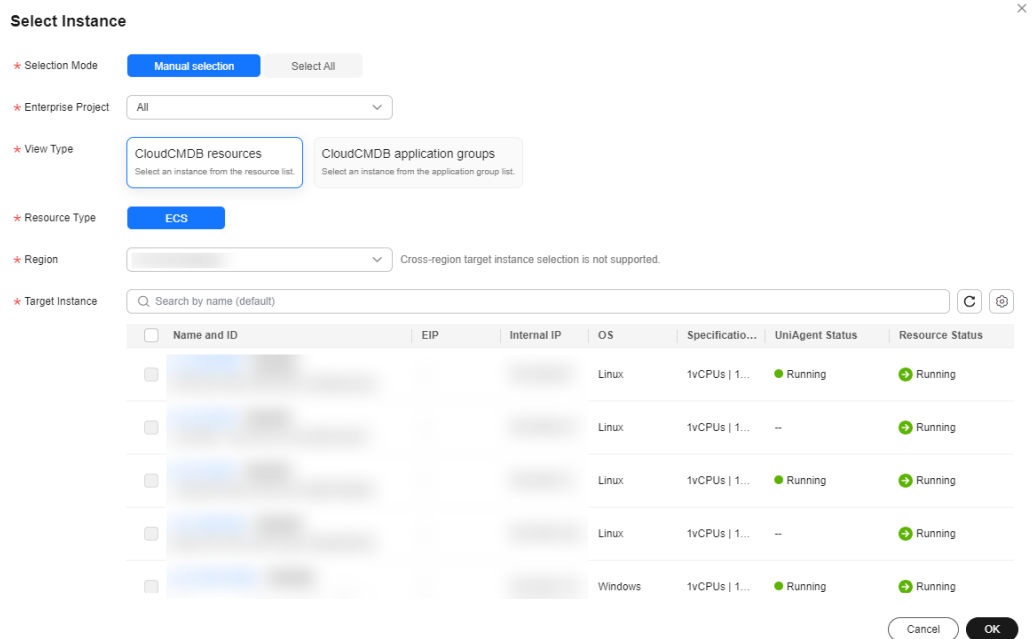 Select Instance
* Selection Mode Manual selection Select All
* Enterprise Project All
* View Type CloudCMDB resources CloudCMDB application groups
Select an instance from the resource list. Select an instance from the application group list.
* Resource Type ECS
* Region Cross-region target instance selection is not supported.
* Target Instance Search by name (default)
Name and ID EIP Internal IP OS Specificatio... UniAgent Status Resource Status
Linux 1vCPUs | 1... Running Running
Linux 1vCPUs | 1... -- Running
Linux 1vCPUs | 1... Running Running
Linux 1vCPUs | 1... -- Running
Windows 1vCPUs | 1... Running Running
Cancel OK